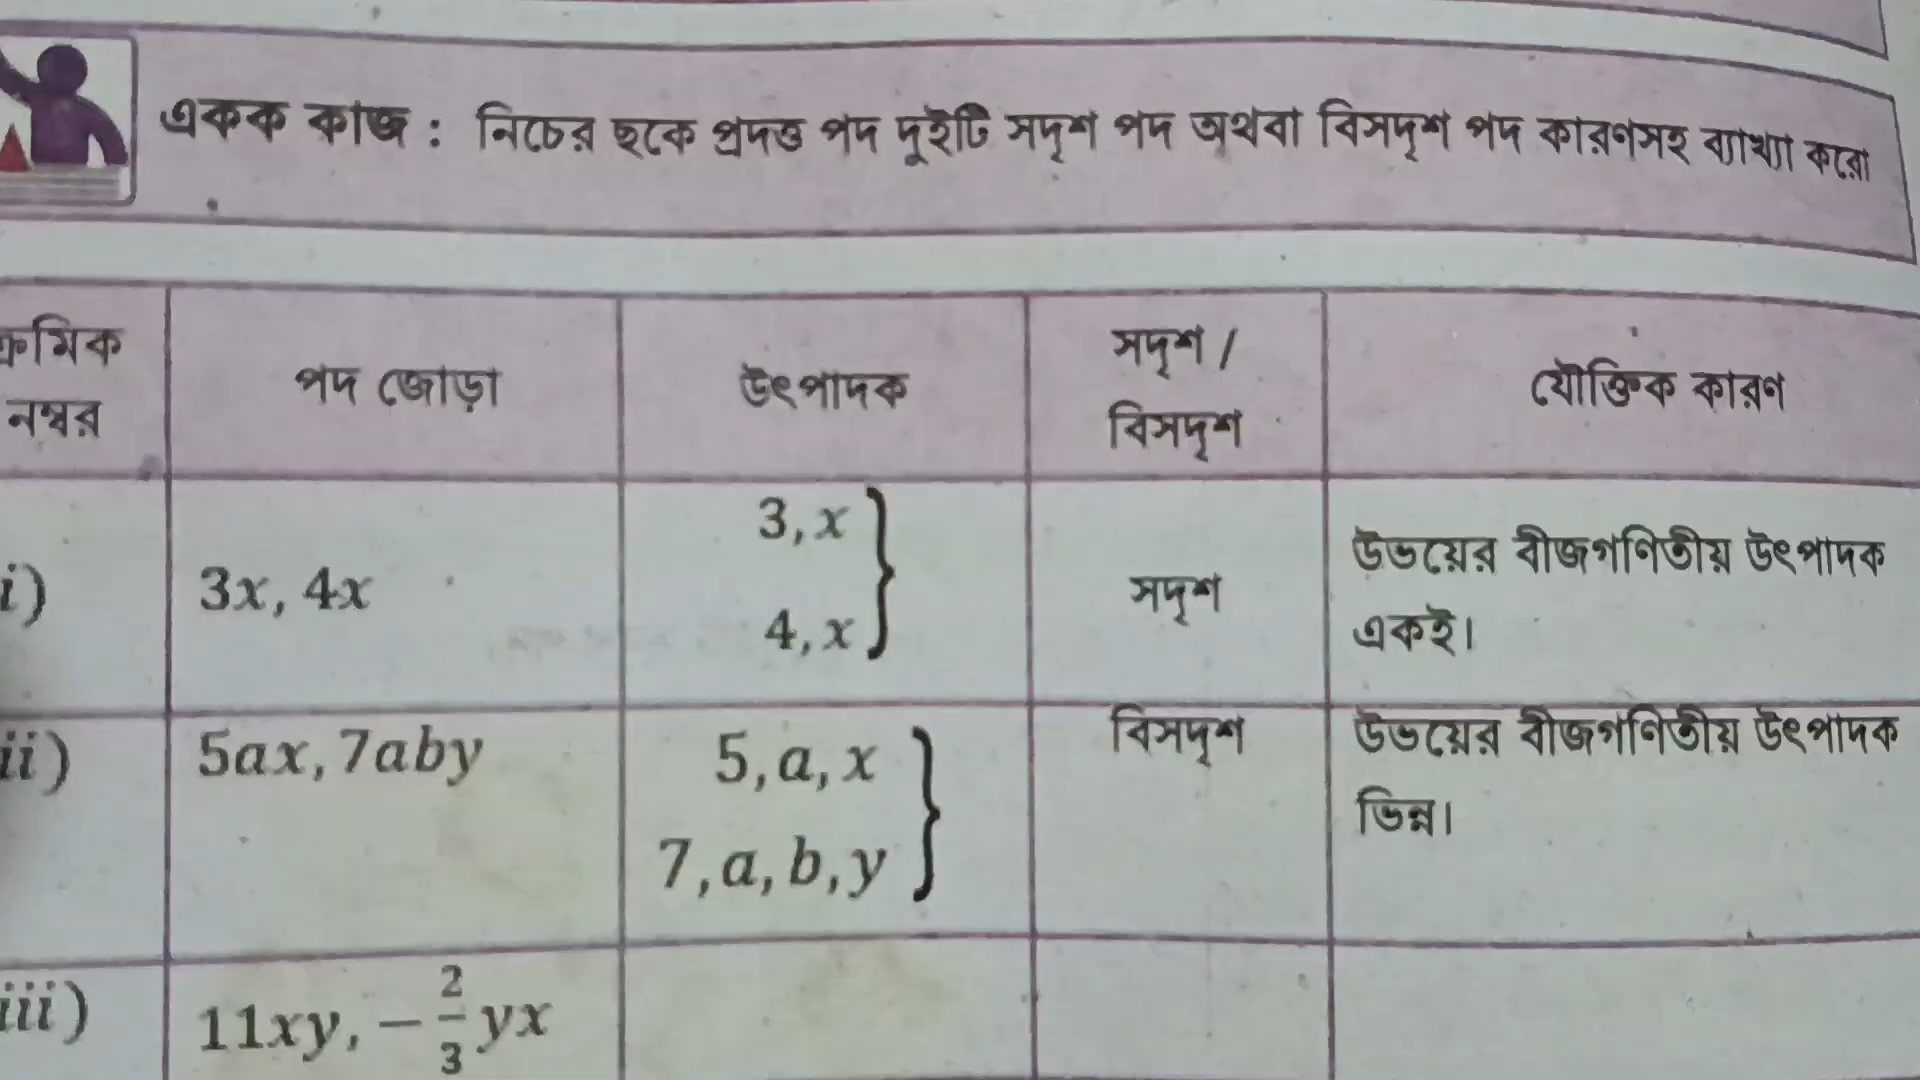 একক কাজ : নিচের ছকে প্রদত্ত পদ দুইটি সদৃশ পদ অথবা বিসদৃশ পদ কারণসহ ব্যাখ্যা করো
ক্রমিক নম্বর
পদ জোড়া
উৎপাদক
সদৃশ /
বিসদৃশ
যৌক্তিক কারণ
i)
3x, 4x
3, x
4, x
সদৃশ
উভয়ের বীজগণিতীয় উৎপাদক
একই।
ii)
5ax, 7aby
5, a, x
7, a, b, y
বিসদৃশ
উভয়ের বীজগণিতীয় উৎপাদক
ভিন্ন।
iii)
11xy, −2/3 yx